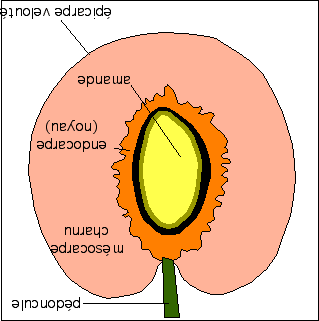 épicarpe velouté
amande
endocarpe
(noyau)
mésocarpe
charnu
pédoncule